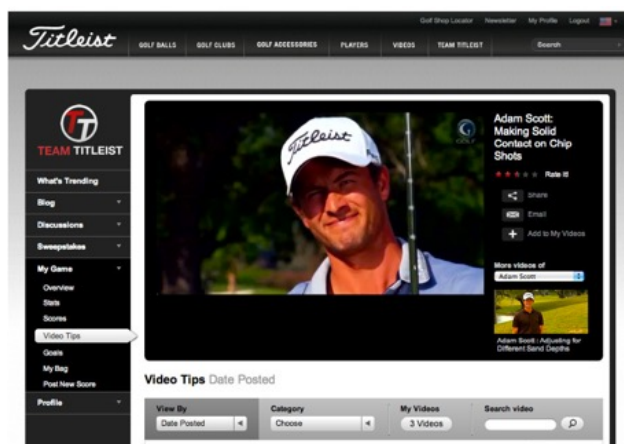 Golf Shop Locator Newsletter My Profile Logout
Titleist
GOLF BALLS GOLF CLUBS GOLF ACCESSORIES PLAYERS VIDEOS TEAM TITLEIST Search
TT
TEAM TITLEIST
What's Trending
Blog
Discussions
Sweepstakes
My Game
Overview
Stats
Scores
Video Tips
Goals
My Bag
Post New Score
Profile
Titleist
GOLF
Adam Scott:
Making Solid
Contact on Chip
Shots
Rate It!
Share
Email
Add to My Videos
More videos of
Adam Scott
Adam Scott : Adjusting for
Different Sand Depths
Video Tips Date Posted
View By Category My Videos Search video
Date Posted Choose 3 Videos